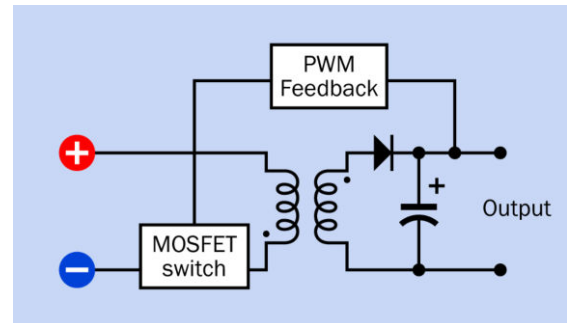 PWM
Feedback
+
+
Output
MOSFET
switch
−